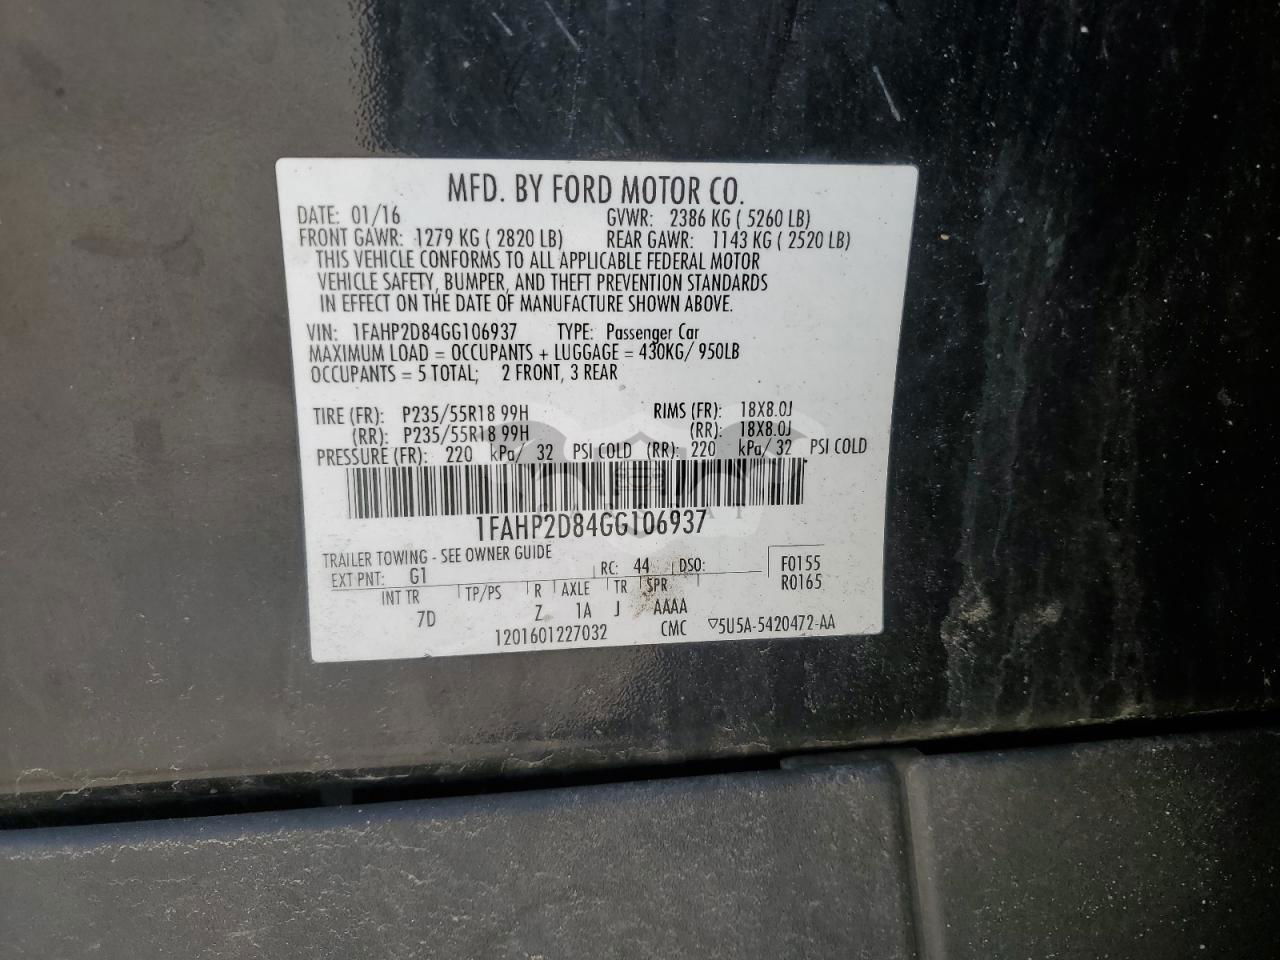 MFD. BY FORD MOTOR CO.
DATE: 01/16 GVWR: 2386 KG ( 5260 LB)
FRONT GAWR: 1279 KG ( 2820 LB) REAR GAWR: 1143 KG ( 2520 LB)
THIS VEHICLE CONFORMS TO ALL APPLICABLE FEDERAL MOTOR
VEHICLE SAFETY, BUMPER, AND THEFT PREVENTION STANDARDS
IN EFFECT ON THE DATE OF MANUFACTURE SHOWN ABOVE.
VIN: 1FAHP2D84GG106937 TYPE: Passenger Car
MAXIMUM LOAD = OCCUPANTS + LUGGAGE = 430KG/ 950LB
OCCUPANTS = 5 TOTAL; 2 FRONT, 3 REAR
TIRE (FR): P235/55R18 99H RIMS (FR): 18X8.0J
(RR): P235/55R18 99H (RR): 18X8.0J
PRESSURE (FR): 220 kPa/ 32 PSI COLD (RR): 220 kPa/ 32 PSI COLD
1FAHP2D84GG106937
TRAILER TOWING - SEE OWNER GUIDE
EXT PNT: G1 RC: 44 DSO: F0155
R0165
INT TR TP/PS R AXLE TR SPR
7D Z 1A J AAAA
1201601227032 CMC ▽5U5A-5420472-AA